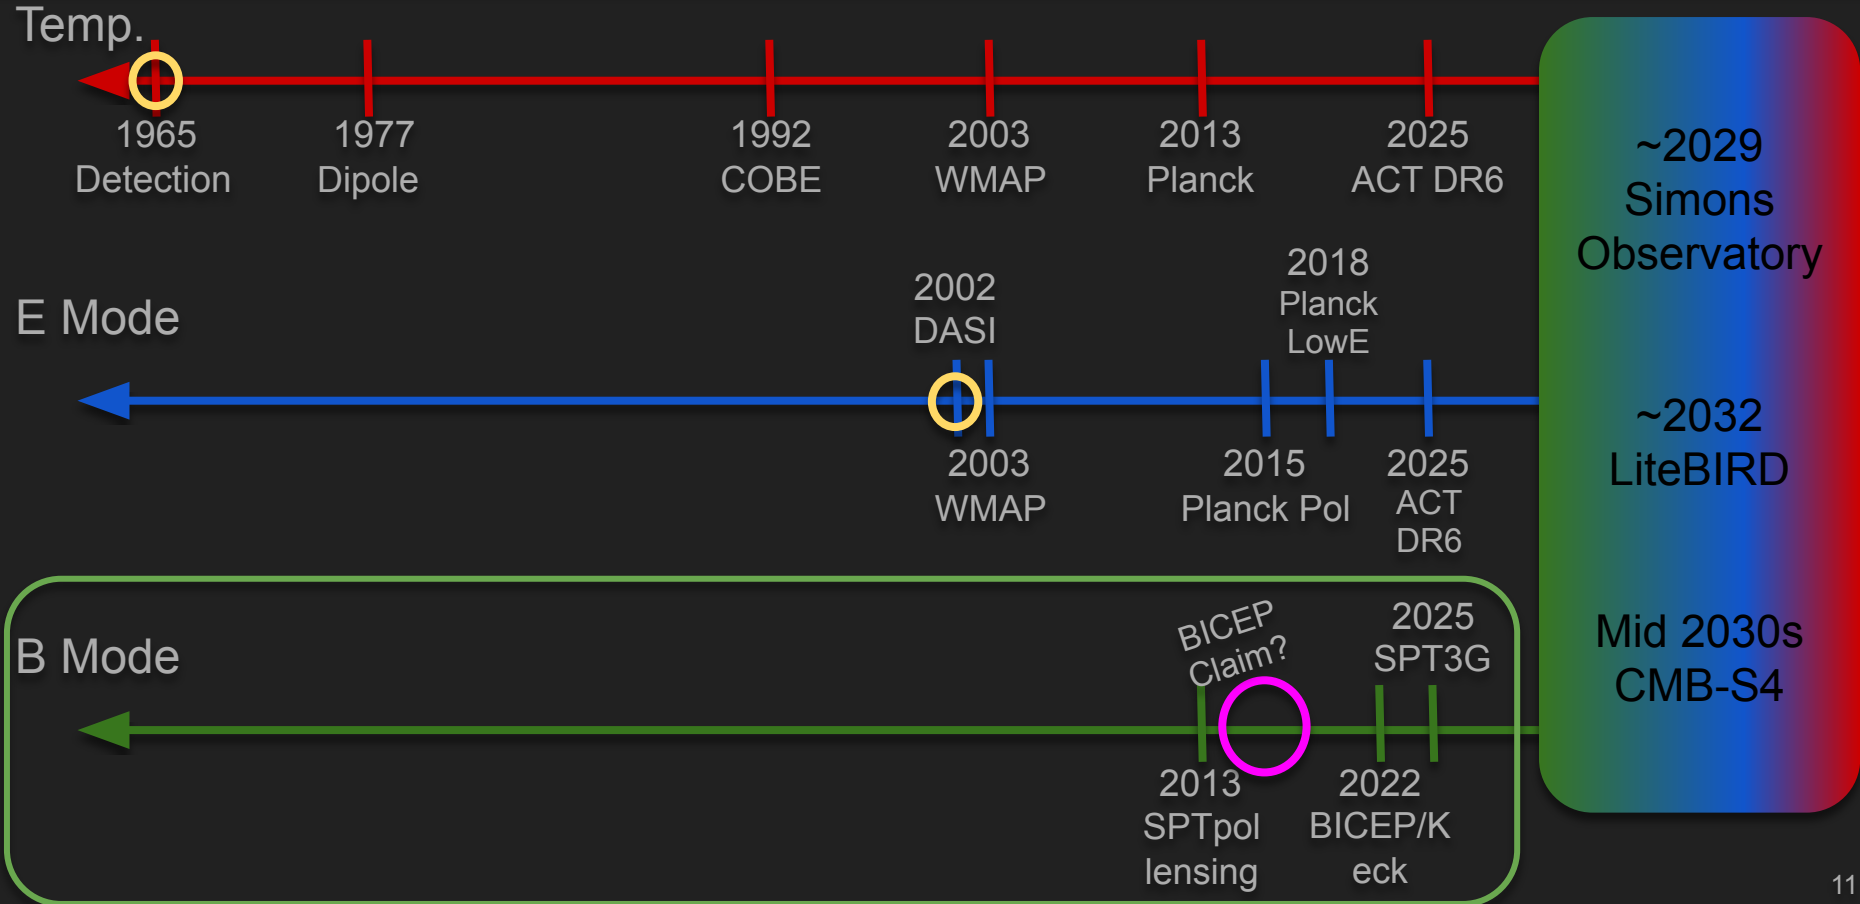 Temp.
1965
Detection
1977
Dipole
1992
COBE
2003
WMAP
2013
Planck
2025
ACT DR6
E Mode
2002
DASI
2003
WMAP
2015
Planck Pol
2018
Planck
LowE
2025
ACT
DR6
B Mode
BICEP
Claim?
2013
SPTpol
lensing
2022
BICEP/K
eck
2025
SPT3G
~2029
Simons
Observatory
~2032
LiteBIRD
Mid 2030s
CMB-S4
11